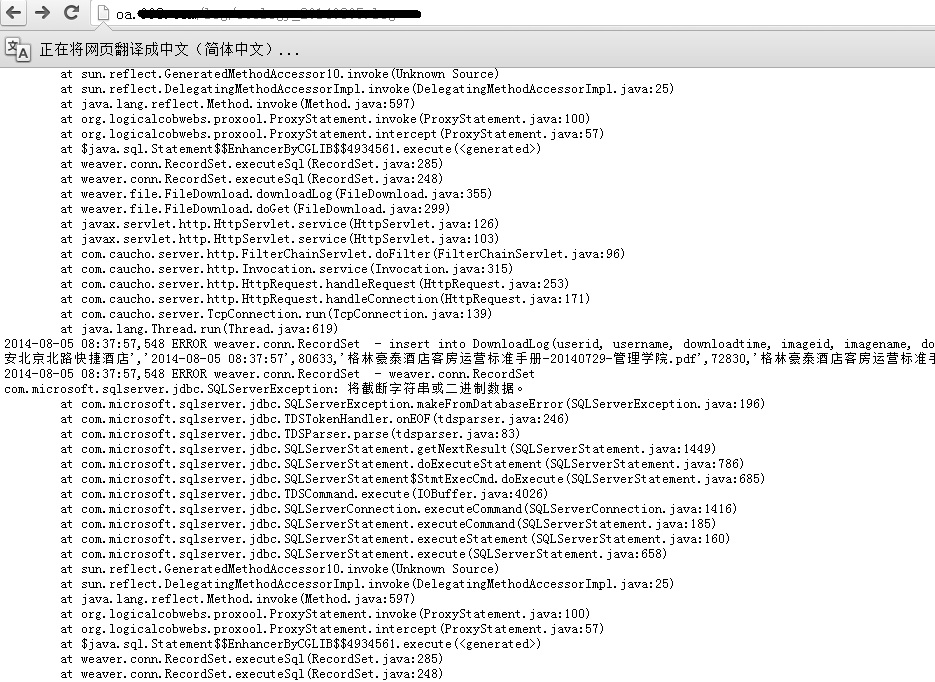 oa.
正在将网页翻译成中文（简体中文）...
at sun.reflect.GeneratedMethodAccessor10.invoke(Unknown Source)
at sun.reflect.DelegatingMethodAccessorImpl.invoke(DelegatingMethodAccessorImpl.java:25)
at java.lang.reflect.Method.invoke(Method.java:597)
at org.logicalcobwebs.proxool.ProxyStatement.invoke(ProxyStatement.java:100)
at org.logicalcobwebs.proxool.ProxyStatement.intercept(ProxyStatement.java:57)
at $java.sql.Statement$$EnhancerByCGLIB$$4934561.execute(<generated>)
at weaver.conn.RecordSet.executeSql(RecordSet.java:285)
at weaver.conn.RecordSet.executeSql(RecordSet.java:248)
at weaver.file.FileDownload.downloadLog(FileDownload.java:355)
at weaver.file.FileDownload.doGet(FileDownload.java:299)
at javax.servlet.http.HttpServlet.service(HttpServlet.java:126)
at javax.servlet.http.HttpServlet.service(HttpServlet.java:103)
at com.caucho.server.http.FilterChainServlet.doFilter(FilterChainServlet.java:96)
at com.caucho.server.http.Invocation.service(Invocation.java:315)
at com.caucho.server.http.HttpRequest.handleRequest(HttpRequest.java:253)
at com.caucho.server.http.HttpRequest.handleConnection(HttpRequest.java:171)
at com.caucho.server.TcpConnection.run(TcpConnection.java:139)
at java.lang.Thread.run(Thread.java:619)
2014-08-05 08:37:57,548 ERROR weaver.conn.RecordSet  - insert into DownloadLog(userid, username, downloadtime, imageid, imagename, do
安北京北路快捷酒店','2014-08-05 08:37:57',80633,'格林豪泰酒店客房运营标准手册-20140729-管理学院.pdf',72830,'格林豪泰酒店客房运营标准手
2014-08-05 08:37:57,548 ERROR weaver.conn.RecordSet  - weaver.conn.RecordSet
com.microsoft.sqlserver.jdbc.SQLServerException: 将截断字符串或二进制数据。
at com.microsoft.sqlserver.jdbc.SQLServerException.makeFromDatabaseError(SQLServerException.java:196)
at com.microsoft.sqlserver.jdbc.TDSTokenHandler.onEOF(tdsparser.java:246)
at com.microsoft.sqlserver.jdbc.TDSParser.parse(tdsparser.java:83)
at com.microsoft.sqlserver.jdbc.SQLServerStatement.getNextResult(SQLServerStatement.java:1449)
at com.microsoft.sqlserver.jdbc.SQLServerStatement.doExecuteStatement(SQLServerStatement.java:786)
at com.microsoft.sqlserver.jdbc.SQLServerStatement$StmtExecCmd.doExecute(SQLServerStatement.java:685)
at com.microsoft.sqlserver.jdbc.TDSCommand.execute(IOBuffer.java:4026)
at com.microsoft.sqlserver.jdbc.SQLServerConnection.executeCommand(SQLServerConnection.java:1416)
at com.microsoft.sqlserver.jdbc.SQLServerStatement.executeCommand(SQLServerStatement.java:185)
at com.microsoft.sqlserver.jdbc.SQLServerStatement.executeStatement(SQLServerStatement.java:160)
at com.microsoft.sqlserver.jdbc.SQLServerStatement.execute(SQLServerStatement.java:658)
at sun.reflect.GeneratedMethodAccessor10.invoke(Unknown Source)
at sun.reflect.DelegatingMethodAccessorImpl.invoke(DelegatingMethodAccessorImpl.java:25)
at java.lang.reflect.Method.invoke(Method.java:597)
at org.logicalcobwebs.proxool.ProxyStatement.invoke(ProxyStatement.java:100)
at org.logicalcobwebs.proxool.ProxyStatement.intercept(ProxyStatement.java:57)
at $java.sql.Statement$$EnhancerByCGLIB$$4934561.execute(<generated>)
at weaver.conn.RecordSet.executeSql(RecordSet.java:285)
at weaver.conn.RecordSet.executeSql(RecordSet.java:248)